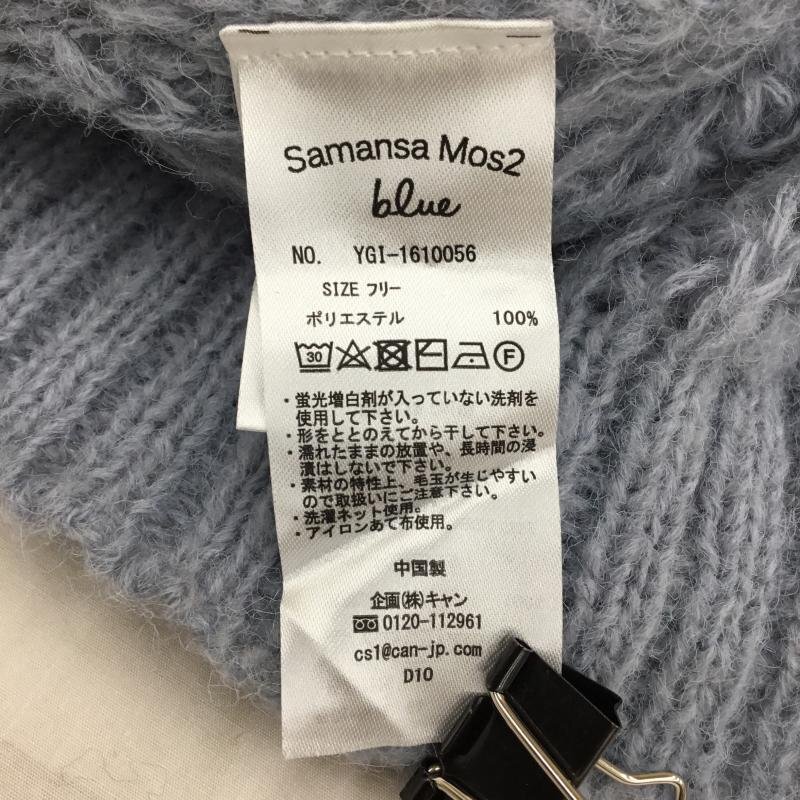 Samansa Mos2
blue
NO. YGI-1610056
SIZE フリー
ポリエステル 100%
30 F
・蛍光増白剤が入っていない洗剤を
使用して下さい。
・形をととのえてから干して下さい。
・濡れたままの放置や、長時間の浸
漬はしないで下さい。
・素材の特性上、毛玉が生じやすい
ので取扱いにご注意下さい。
・洗濯ネット使用。
・アイロンあて布使用。
中国製
企画(株)キャン
0120-112961
cs1@can-jp.com
D10